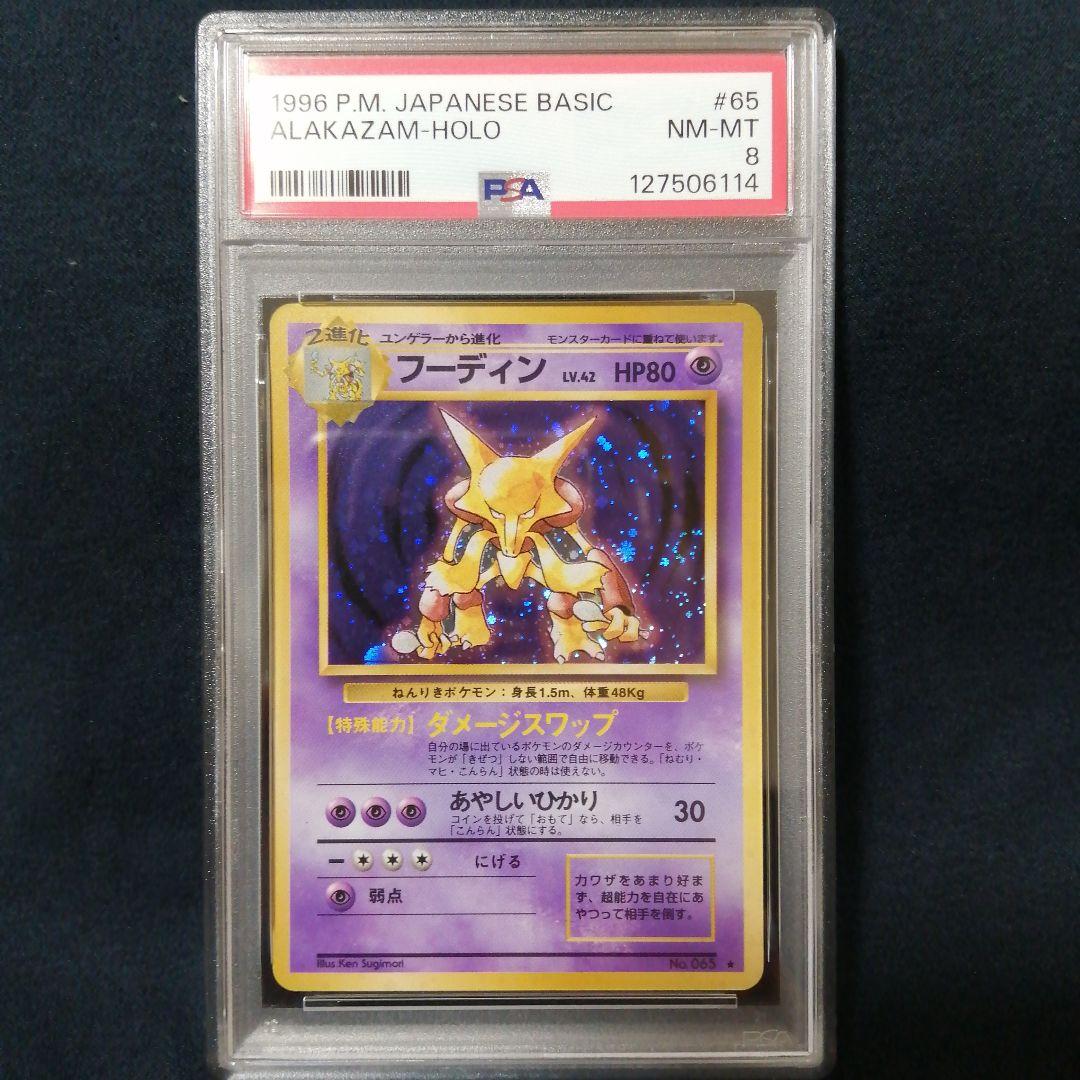 1996 P.M. JAPANESE BASIC #65
ALAKAZAM-HOLO NM-MT
8
PSA 127506114
2進化 ユンゲラーから進化 モンスターカードに重ねて使います。
フーディン LV.42 HP80
ねんりきポケモン：身長1.5m、体重48Kg
【特殊能力】ダメージスワップ
自分の場に出ているポケモンのダメージカウンターを、ポケ
モンが「きぜつ」しない範囲で自由に移動できる。「ねむり・
マヒ・こんらん」状態の時は使えない。
あやしいひかり 30
コインを投げて「おもて」なら、相手を
「こんらん」状態にする。
ー にげる
弱点
力ワザをあまり好ま
ず、超能力を自在にあ
やつって相手を倒す。
Illus. Ken Sugimori No. 065 ★
PSA